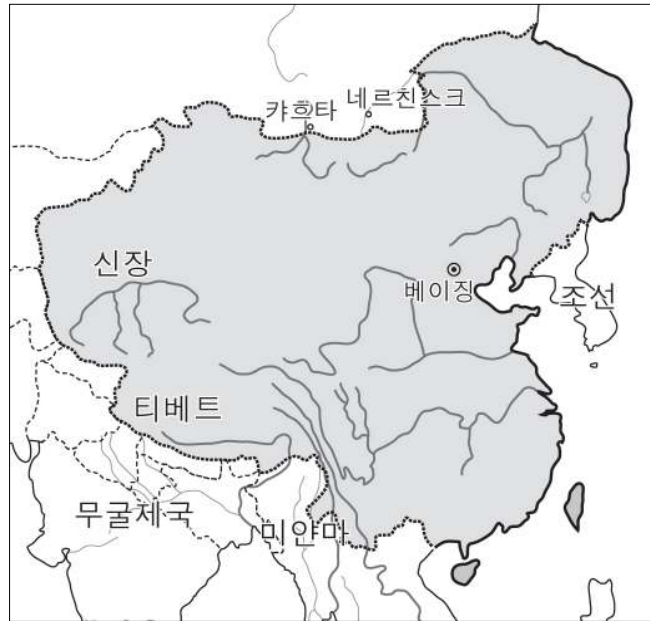 캬흐타
네르친스크
신장
베이징
조선
티베트
무굴제국
미얀마